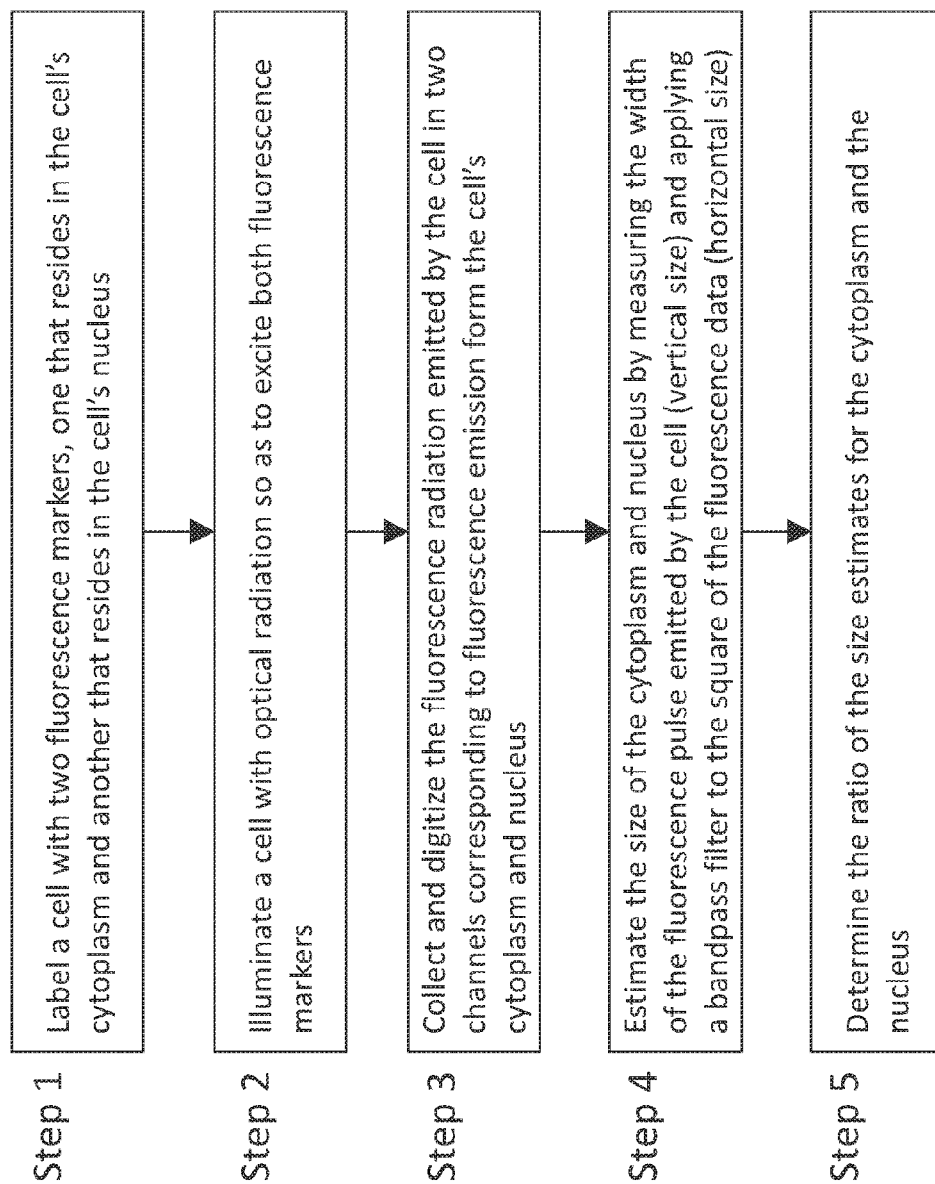 Step 1
Label a cell with two fluorescence markers, one that resides in the cell's
cytoplasm and another that resides in the cell's nucleus
Step 2
Illuminate a cell with optical radiation so as to excite both fluorescence
markers
Step 3
Collect and digitize the fluorescence radiation emitted by the cell in two
channels corresponding to fluorescence emission form the cell's
cytoplasm and nucleus
Step 4
Estimate the size of the cytoplasm and nucleus by measuring the width
of the fluorescence pulse emitted by the cell (vertical size) and applying
a bandpass filter to the square of the fluorescence data (horizontal size)
Step 5
Determine the ratio of the size estimates for the cytoplasm and the
nucleus